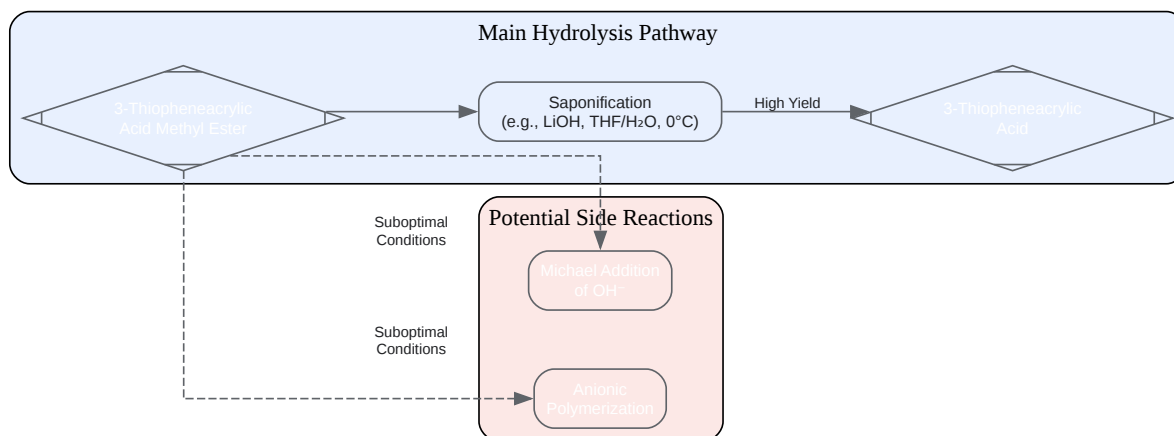 Main Hydrolysis Pathway
3-Thiopheneacrylic
Acid Methyl Ester
Saponification
(e.g., LiOH, THF/H₂O, 0°C)
High Yield
3-Thiopheneacrylic
Acid
Suboptimal
Conditions
Potential Side Reactions
Michael Addition
of OH⁻
Suboptimal
Conditions
Anionic
Polymerization